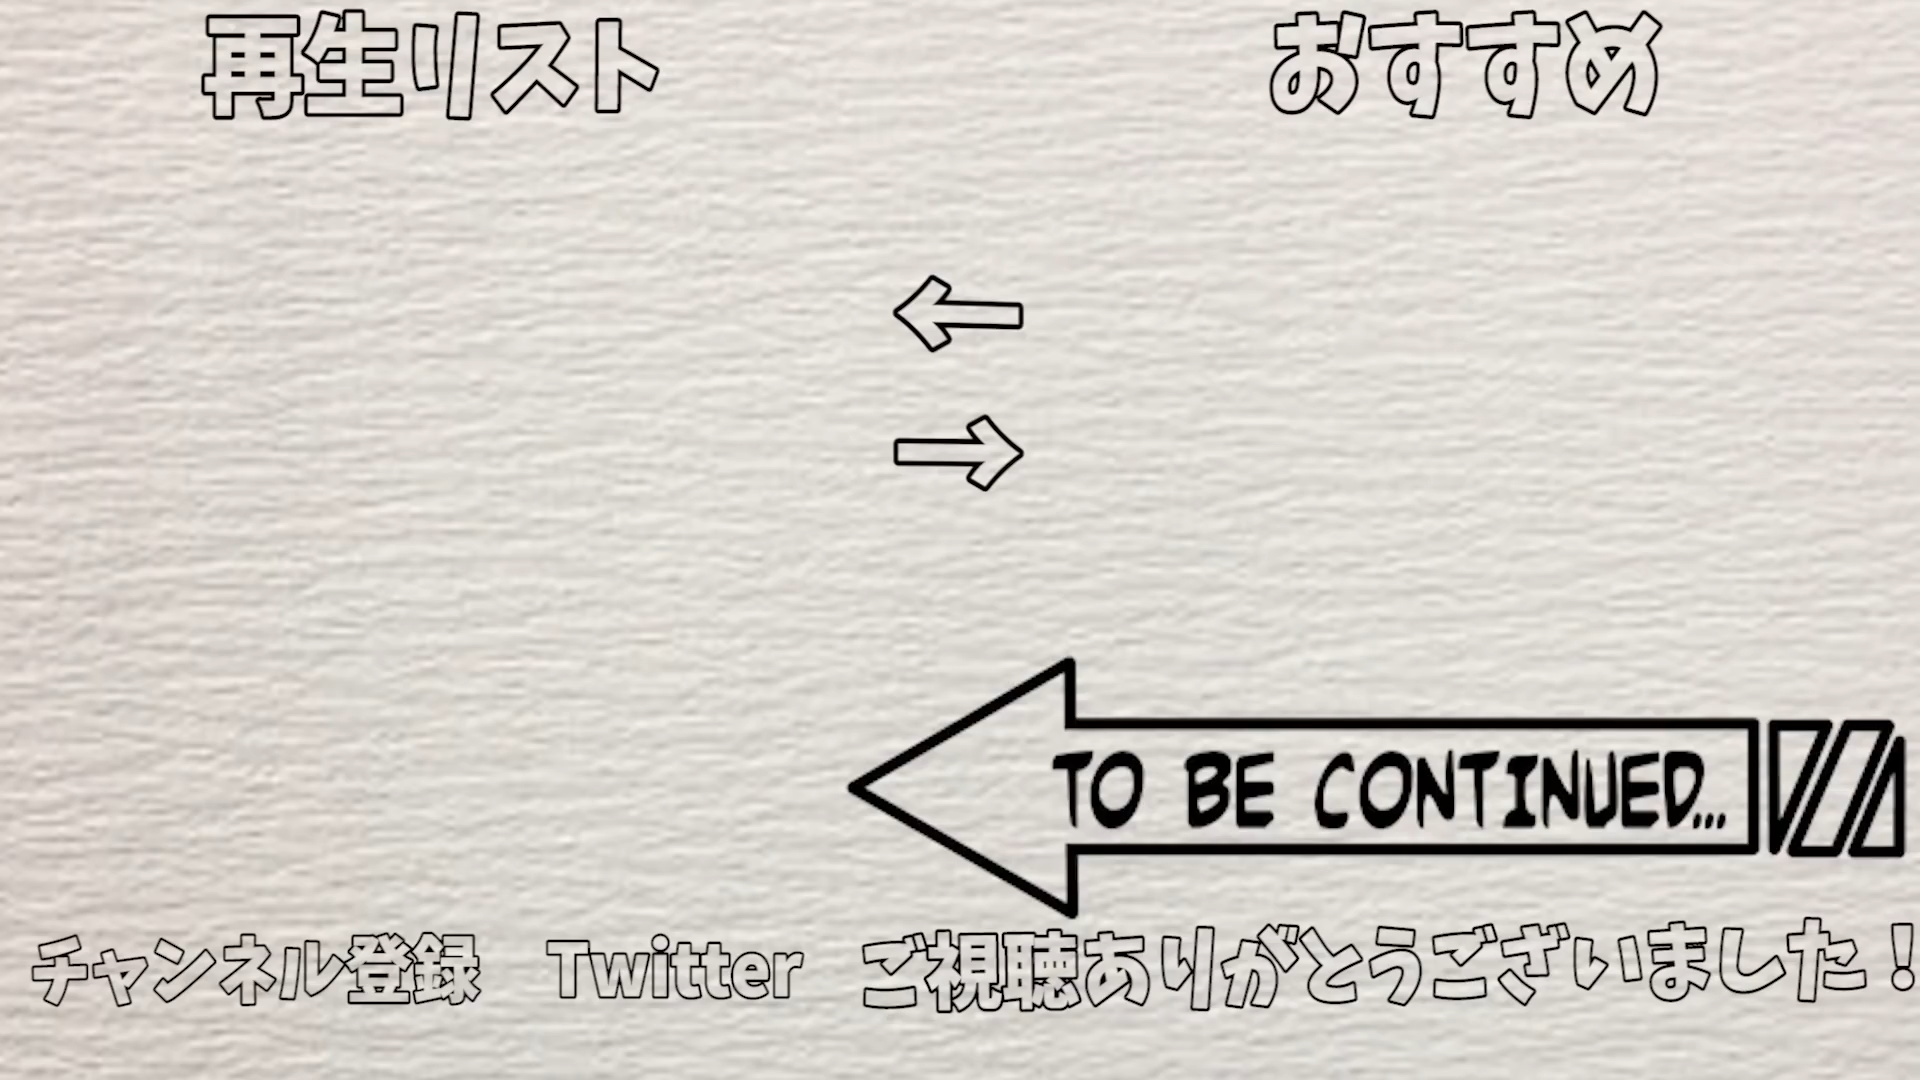 再生リスト
おすすめ
←
→
TO BE CONTINUED...
チャンネル登録
Twitter
ご視聴ありがとうございました！